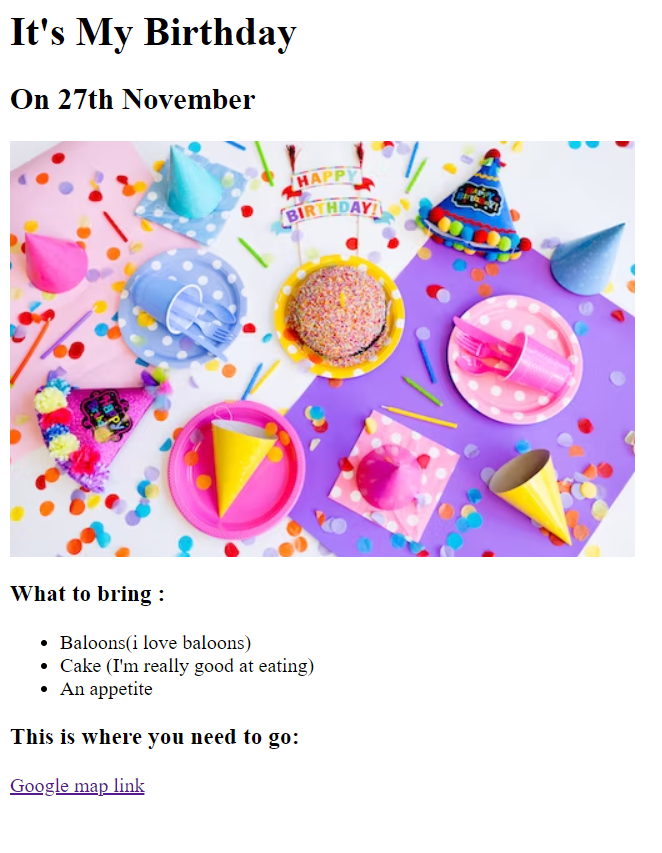 It's My Birthday
On 27th November
HAPPY
BIRTHDAY!
What to bring :
Baloons(i love baloons)
Cake (I'm really good at eating)
An appetite
This is where you need to go:
Google map link